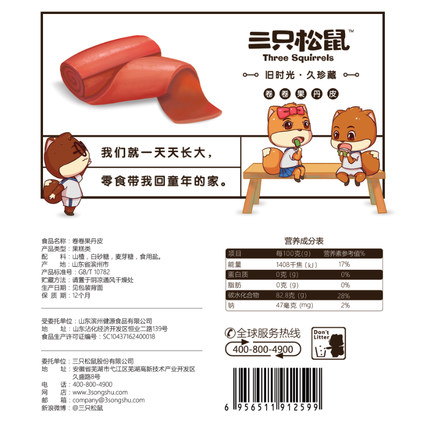 三只松鼠™
Three Squirrels
旧时光·久珍藏
卷卷果丹皮
我们就一天天长大，
零食带我回童年的家。
食品名称：卷卷果丹皮
产品类型：果糕类
配 料：山楂，白砂糖，麦芽糖，食用盐。
产 地：山东省滨州市
产品标准号：GB/T 10782
贮藏方法：请置于阴凉通风干燥处
生产日期：见包装背面
保 质 期：12个月
受委托单位：山东滨州健源食品有限公司
地 址：山东沾化经济开发区恒业二路139号
食品生产许可证编号：SC10437162400018
委托单位：三只松鼠股份有限公司
地 址：安徽省芜湖市弋江区芜湖高新技术产业开发区
久盛路8号
电 话：400-800-4900
网 店：www.3songshu.com
邮 箱：company@3songshu.com
新浪微博：@三只松鼠
营养成分表
项目 每100克(g) 营养素参考值%
能量 1408千焦(kJ) 17%
蛋白质 0克(g) 0%
脂肪 0克(g) 0%
碳水化合物 82.8克(g) 28%
钠 47毫克(mg) 2%
全球服务热线
400-800-4900
Don't
Litter
6 956511 912599